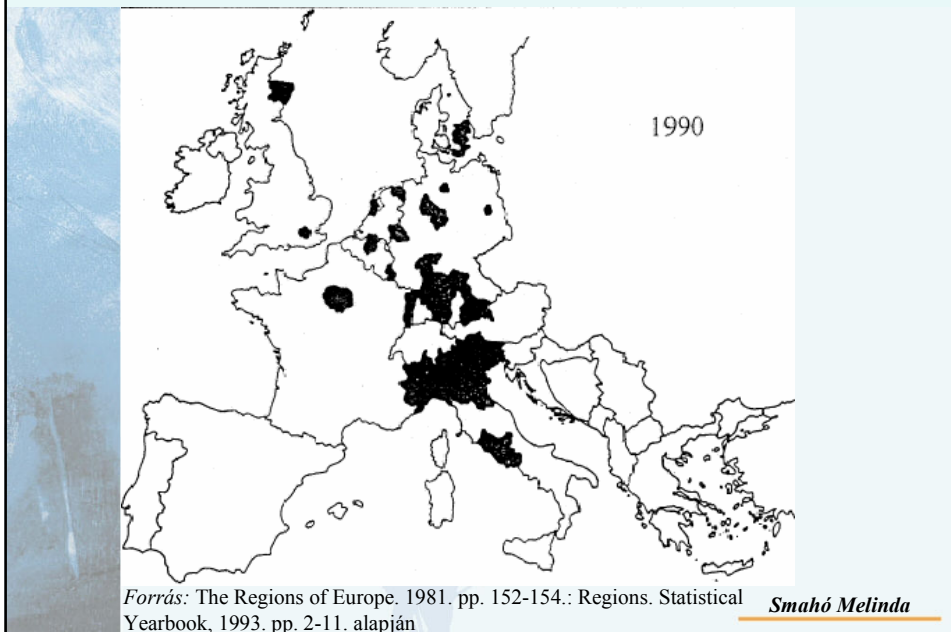 1990
Forrás: The Regions of Europe. 1981. pp. 152-154.: Regions. Statistical
Yearbook, 1993. pp. 2-11. alapján
Smahó Melinda